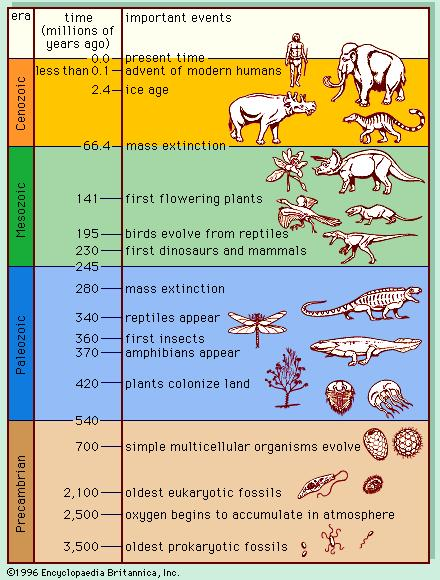 era
time
(millions of
years ago)
important events
0.0 present time
less than 0.1 advent of modern humans
2.4 ice age
Cenozoic
66.4 mass extinction
141 first flowering plants
Mesozoic
195 birds evolve from reptiles
230 first dinosaurs and mammals
245
280 mass extinction
340 reptiles appear
Paleozoic
360 first insects
370 amphibians appear
420 plants colonize land
540
700 simple multicellular organisms evolve
Precambrian
2,100 oldest eukaryotic fossils
2,500 oxygen begins to accumulate in atmosphere
3,500 oldest prokaryotic fossils
©1996 Encyclopaedia Britannica, Inc.